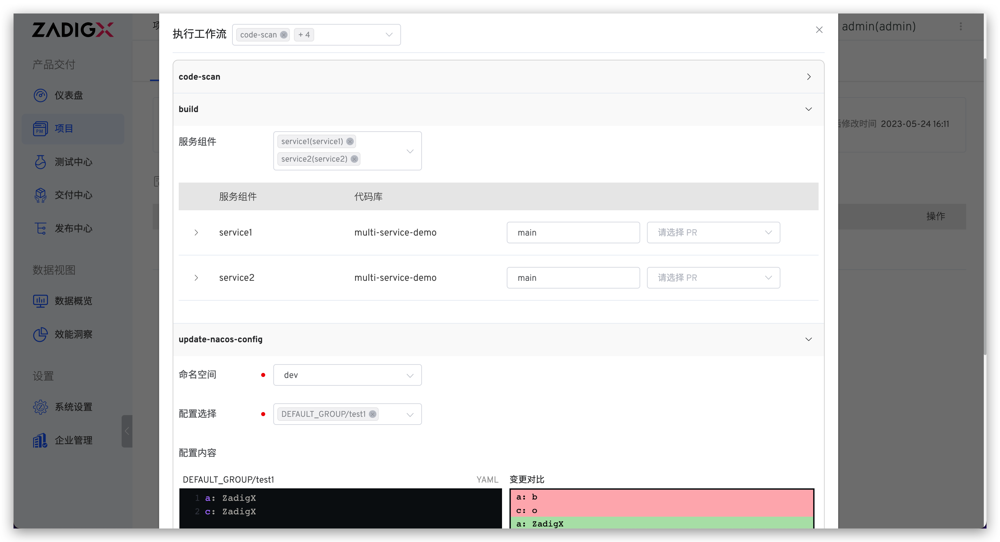 ZADIGX
产品交付
仪表盘
PM
项目
测试中心
交付中心
发布中心
数据视图
数据概览
效能洞察
设置
系统设置
企业管理
admin(admin)
后修改时间 2023-05-24 16:11
操作
执行工作流 code-scan + 4
code-scan
build
服务组件 service1(service1)
service2(service2)
服务组件 代码库
service1 multi-service-demo main 请选择 PR
service2 multi-service-demo main 请选择 PR
update-nacos-config
命名空间 dev
配置选择 DEFAULT_GROUP/test1
配置内容
DEFAULT_GROUP/test1 YAML 变更对比
1 a: ZadigX
2 c: ZadigX
a: b
c: o
a: ZadigX